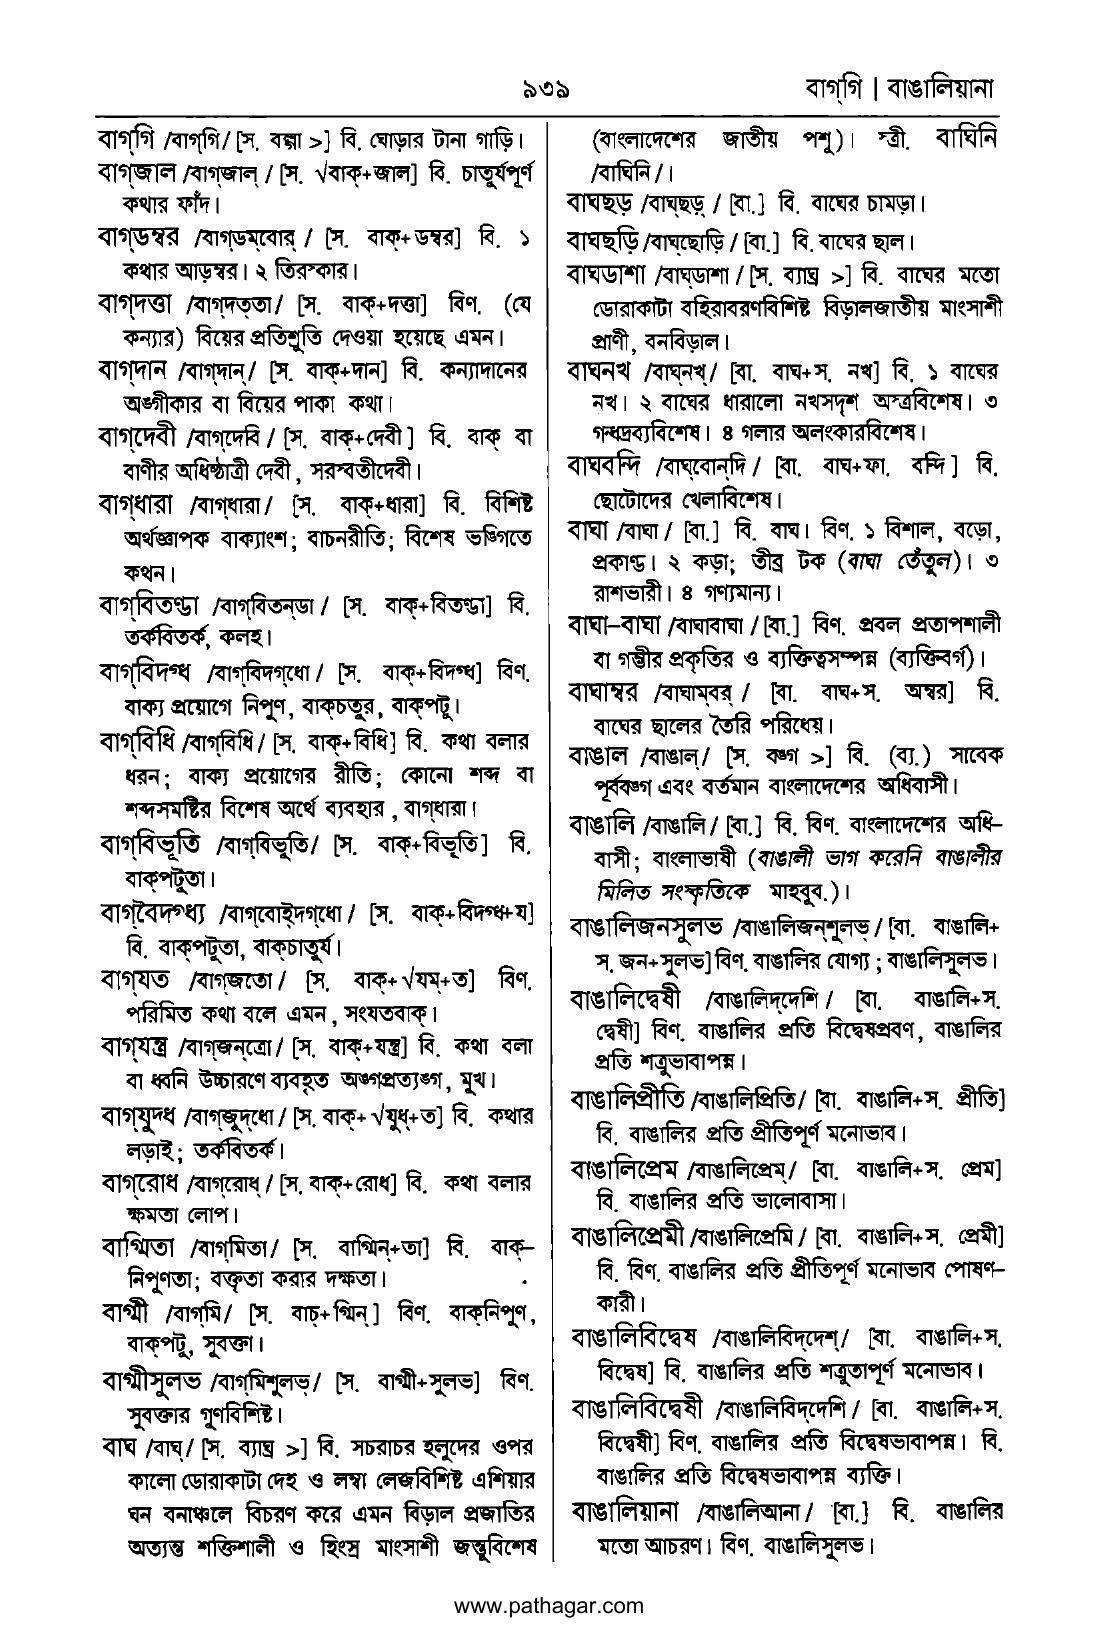 ৯৩৯
বাগ্‌গি | বাঙালিয়ানা
বাগ্‌গি /বাগ্‌গি/ [স. বল্গা >] বি. ঘোড়ার টানা গাড়ি।
বাগ্‌জাল /বাগ্‌জাল্/ [স. √বাক্+জাল] বি. চাতুর্যপূর্ণ
কথার ফাঁদ।
বাগ্‌ডম্বর /বাগ্‌ডম্‌বোর্/ [স. বাক্+ডম্বর] বি. ১
কথার আড়ম্বর। ২ তিরস্কার।
বাগ্‌দত্তা /বাগ্‌দত্‌তা/ [স. বাক্+দত্তা] বিণ. (যে
কন্যার) বিয়ের প্রতিশ্রুতি দেওয়া হয়েছে এমন।
বাগ্‌দান /বাগ্‌দান্/ [স. বাক্+দান] বি. কন্যাদানের
অঙ্গীকার বা বিয়ের পাকা কথা।
বাগ্‌দেবী /বাগ্‌দেবি/ [স. বাক্+দেবী] বি. বাক্ বা
বাণীর অধিষ্ঠাত্রী দেবী, সরস্বতীদেবী।
বাগ্‌ধারা /বাগ্‌ধারা/ [স. বাক্+ধারা] বি. বিশিষ্ট
অর্থজ্ঞাপক বাক্যাংশ; বাচনরীতি; বিশেষ ভঙ্গিতে
কথন।
বাগ্‌বিতণ্ডা /বাগ্‌বিতন্‌ডা/ [স. বাক্+বিতণ্ডা] বি.
তর্কবিতর্ক, কলহ।
বাগ্‌বিদগ্ধ /বাগ্‌বিদগ্‌ধো/ [স. বাক্+বিদগ্ধ] বিণ.
বাক্য প্রয়োগে নিপুণ, বাক্‌চতুর, বাক্‌পটু।
বাগ্‌বিধি /বাগ্‌বিধি/ [স. বাক্+বিধি] বি. কথা বলার
ধরন; বাক্য প্রয়োগের রীতি; কোনো শব্দ বা
শব্দসমষ্টির বিশেষ অর্থে ব্যবহার, বাগ্‌ধারা।
বাগ্‌বিভূতি /বাগ্‌বিভূতি/ [স. বাক্+বিভূতি] বি.
বাক্‌পটুতা।
বাগ্‌বৈদগ্ধ্য /বাগ্‌বোই্‌দগ্‌ধো/ [স. বাক্+বিদগ্ধ+য]
বি. বাক্‌পটুতা, বাক্‌চাতুর্য।
বাগ্‌যত /বাগ্‌জতো/ [স. বাক্+√যম্+ত] বিণ.
পরিমিত কথা বলে এমন, সংযতবাক্।
বাগ্‌যন্ত্র /বাগ্‌জন্‌ত্রো/ [স. বাক্+যন্ত্র] বি. কথা বলা
বা ধ্বনি উচ্চারণে ব্যবহৃত অঙ্গপ্রত্যঙ্গ, মুখ।
বাগ্‌যুদ্ধ /বাগ্‌জুদ্‌ধো/ [স. বাক্+√যুধ্+ত] বি. কথার
লড়াই; তর্কবিতর্ক।
বাগ্‌রোধ /বাগ্‌রোধ্/ [স. বাক্+রোধ] বি. কথা বলার
ক্ষমতা লোপ।
বাগ্মিতা /বাগ্‌মিতা/ [স. বাগ্মিন্+তা] বি. বাক্-
নিপুণতা; বক্তৃতা করার দক্ষতা।
বাগ্মী /বাগ্‌মি/ [স. বাচ্+গ্মিন্] বিণ. বাক্‌নিপুণ,
বাক্‌পটু, সুবক্তা।
বাগ্মীসুলভ /বাগ্‌মিশুলভ্/ [স. বাগ্মী+সুলভ] বিণ.
সুবক্তার গুণবিশিষ্ট।
বাঘ /বাঘ্/ [স. ব্যাঘ্র >] বি. সচরাচর হলুদের ওপর
কালো ডোরাকাটা দেহ ও লম্বা লেজবিশিষ্ট এশিয়ার
ঘন বনাঞ্চলে বিচরণ করে এমন বিড়াল প্রজাতির
অত্যন্ত শক্তিশালী ও হিংস্র মাংসাশী জন্তুবিশেষ
(বাংলাদেশের জাতীয় পশু)। স্ত্রী. বাঘিনি
/বাঘিনি/।
বাঘছড় /বাঘ্‌ছড়্/ [বা.] বি. বাঘের চামড়া।
বাঘছড়ি /বাঘ্‌ছোড়ি/ [বা.] বি. বাঘের ছাল।
বাঘডাশা /বাঘ্‌ডাশা/ [স. ব্যাঘ্র >] বি. বাঘের মতো
ডোরাকাটা বহিরাবরণবিশিষ্ট বিড়ালজাতীয় মাংসাশী
প্রাণী, বনবিড়াল।
বাঘনখ /বাঘ্‌নখ্/ [বা. বাঘ+স. নখ] বি. ১ বাঘের
নখ। ২ বাঘের ধারালো নখসদৃশ অস্ত্রবিশেষ। ৩
গন্ধদ্রব্যবিশেষ। ৪ গলার অলংকারবিশেষ।
বাঘবন্দি /বাঘ্‌বোন্‌দি/ [বা. বাঘ+ফা. বন্দি] বি.
ছোটোদের খেলাবিশেষ।
বাঘা /বাঘা/ [বা.] বি. বাঘ। বিণ. ১ বিশাল, বড়ো,
প্রকাণ্ড। ২ কড়া; তীব্র টক (বাঘা তেঁতুল)। ৩
রাশভারী। ৪ গণ্যমান্য।
বাঘা-বাঘা /বাঘাবাঘা/ [বা.] বিণ. প্রবল প্রতাপশালী
বা গম্ভীর প্রকৃতির ও ব্যক্তিত্বসম্পন্ন (ব্যক্তিবর্গ)।
বাঘাম্বর /বাঘাম্‌বর্/ [বা. বাঘ+স. অম্বর] বি.
বাঘের ছালের তৈরি পরিধেয়।
বাঙাল /বাঙাল্/ [স. বঙ্গ >] বি. (ব্য.) সাবেক
পূর্ববঙ্গ এবং বর্তমান বাংলাদেশের অধিবাসী।
বাঙালি /বাঙালি/ [বা.] বি. বিণ. বাংলাদেশের অধি-
বাসী; বাংলাভাষী (বাঙালী ভাগ করেনি বাঙালীর
মিলিত সংস্কৃতিকে মাহবুব.)।
বাঙালিজনসুলভ /বাঙালিজন্‌শুলভ্/ [বা. বাঙালি+
স. জন+সুলভ] বিণ. বাঙালির যোগ্য; বাঙালিসুলভ।
বাঙালিদ্বেষী /বাঙালিদ্‌দেশি/ [বা. বাঙালি+স.
দ্বেষী] বিণ. বাঙালির প্রতি বিদ্বেষপ্রবণ, বাঙালির
প্রতি শত্রুভাবাপন্ন।
বাঙালিপ্রীতি /বাঙালিপ্রিতি/ [বা. বাঙালি+স. প্রীতি]
বি. বাঙালির প্রতি প্রীতিপূর্ণ মনোভাব।
বাঙালিপ্রেম /বাঙালিপ্রেম্/ [বা. বাঙালি+স. প্রেম]
বি. বাঙালির প্রতি ভালোবাসা।
বাঙালিপ্রেমী /বাঙালিপ্রেমি/ [বা. বাঙালি+স. প্রেমী]
বি. বিণ. বাঙালির প্রতি প্রীতিপূর্ণ মনোভাব পোষণ-
কারী।
বাঙালিবিদ্বেষ /বাঙালিবিদ্‌দেশ্/ [বা. বাঙালি+স.
বিদ্বেষ] বি. বাঙালির প্রতি শত্রুতাপূর্ণ মনোভাব।
বাঙালিবিদ্বেষী /বাঙালিবিদ্‌দেশি/ [বা. বাঙালি+স.
বিদ্বেষী] বিণ. বাঙালির প্রতি বিদ্বেষভাবাপন্ন। বি.
বাঙালির প্রতি বিদ্বেষভাবাপন্ন ব্যক্তি।
বাঙালিয়ানা /বাঙালিআনা/ [বা.] বি. বাঙালির
মতো আচরণ। বিণ. বাঙালিসুলভ।
www.pathagar.com